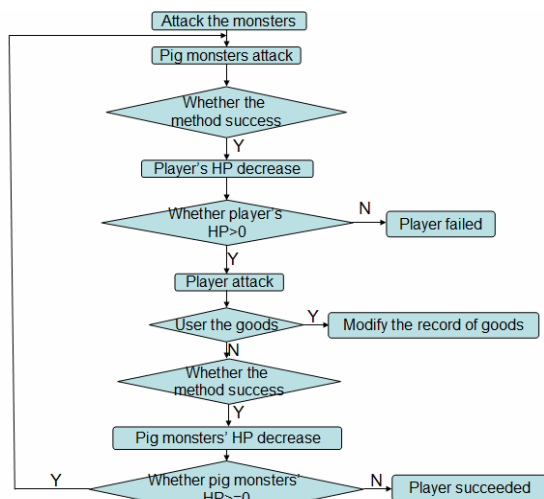 Attack the monsters
Pig monsters attack
Whether the
method success
Y
Player's HP decrease
Whether player's
HP>0
N
Player failed
Y
Player attack
User the goods
Y
Modify the record of goods
N
Whether the
method success
Y
Pig monsters' HP decrease
Y
Whether pig monsters'
HP>=0
N
Player succeeded